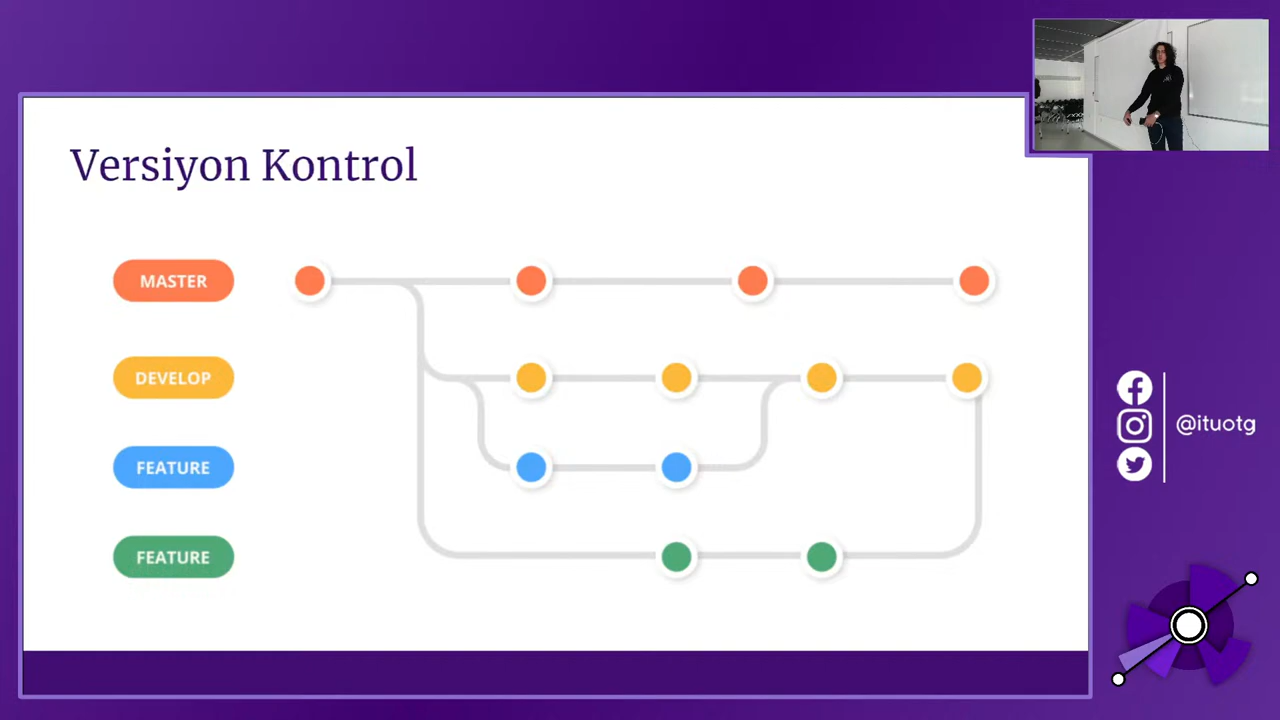 Versiyon Kontrol
MASTER
DEVELOP
FEATURE
FEATURE
@ituotg